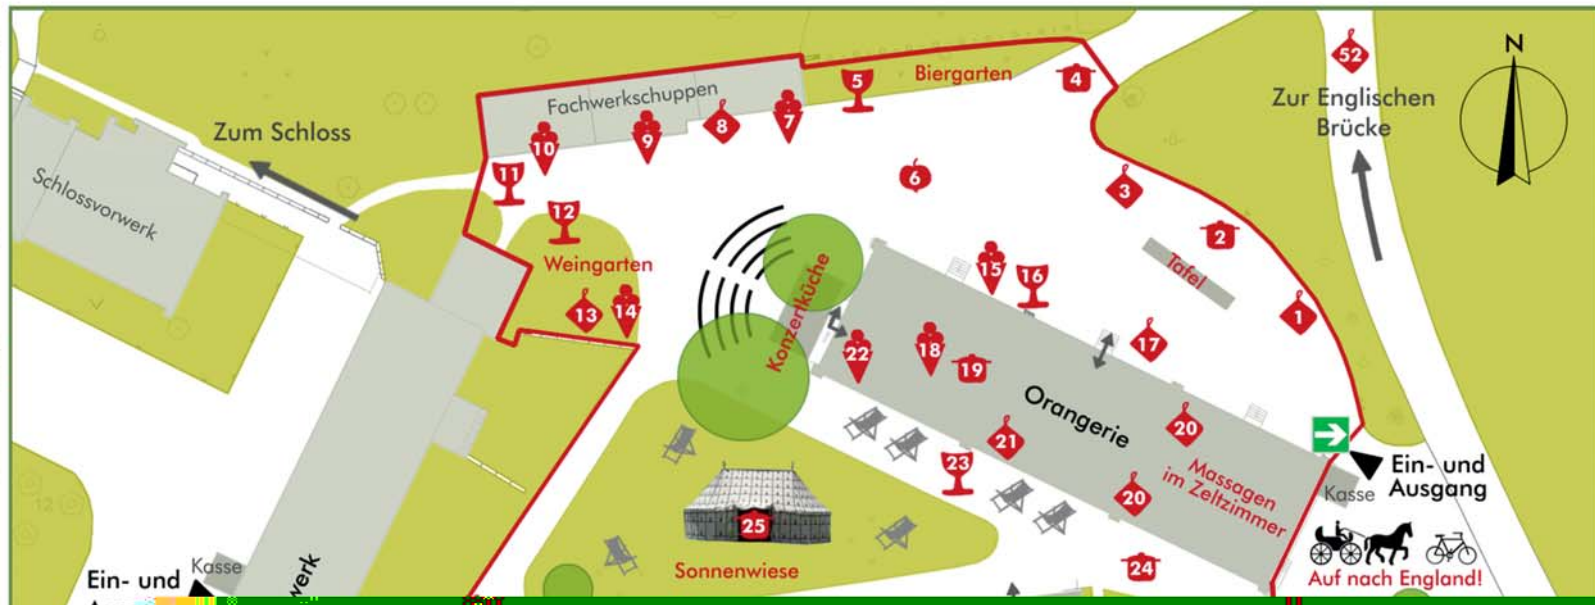 5
Biergarten
4
52
N
Fachwerkschuppen
Zur Englischen
Brücke
Zum Schloss
10
9
8
7
11
6
3
Schlossvorwerk
12
2
Weingarten
15
16
Tafel
13
14
Konzertküche
1
22
18
19
17
Orangerie
20
21
23
20
Massagen
im Zeltzimmer
Ein- und
Ausgang
Kasse
25
24
Sonnenwiese
Auf nach England!
12
Kasse
Ein- und
werk